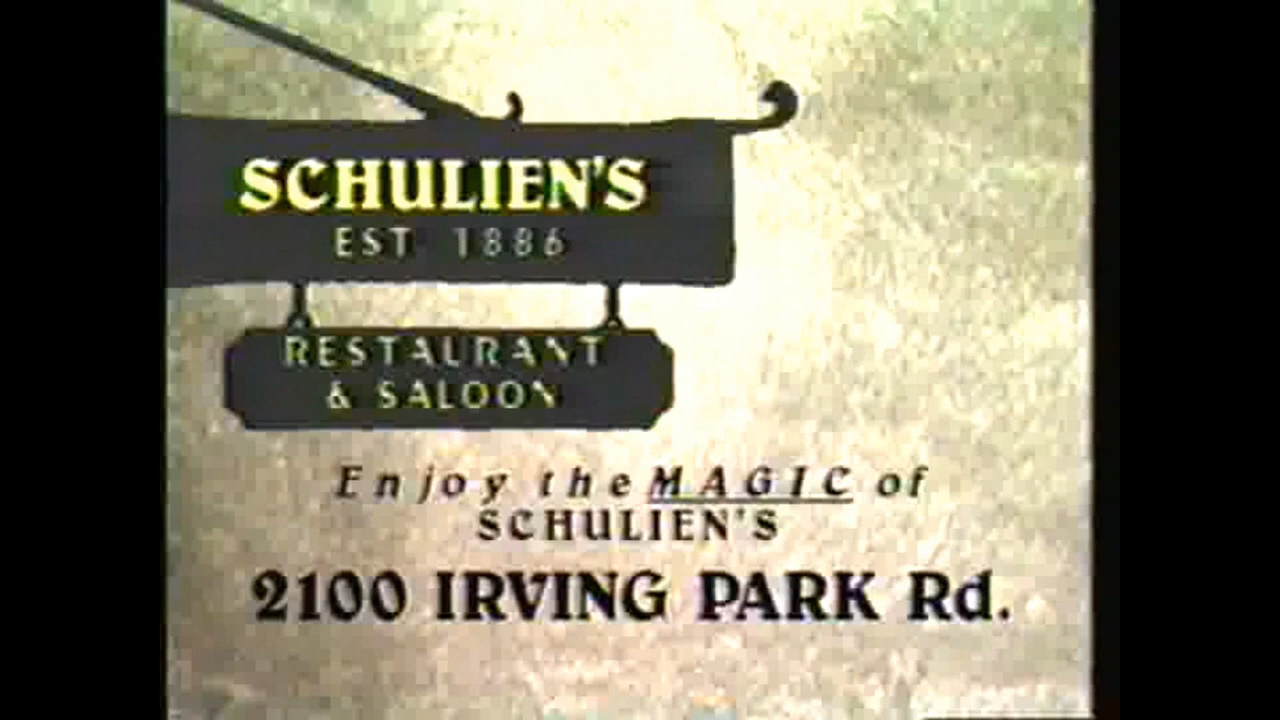 SCHULIEN'S
EST 1886
RESTAURANT
& SALOON
Enjoy the MAGIC of
SCHULIEN'S
2100 IRVING PARK Rd.